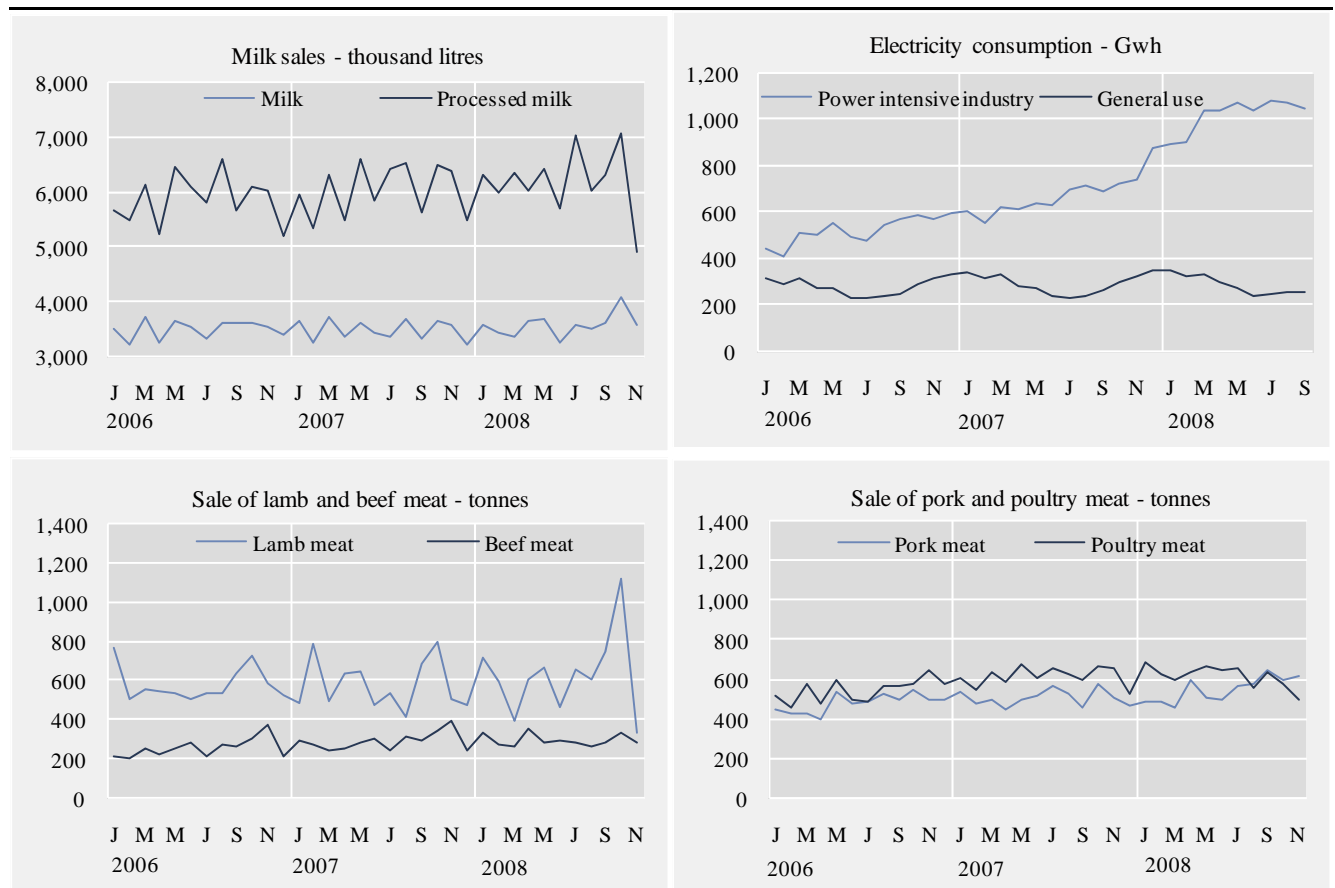 Milk sales - thousand litres
8,000
Milk
Processed milk
7,000
6,000
5,000
4,000
3,000
J M M J S N J M M J S N J M M J S N
2006 2007 2008
Electricity consumption - Gwh
1,200
Power intensive industry
General use
1,000
800
600
400
200
0
J M M J S N J M M J S N J M M J S
2006 2007 2008
Sale of lamb and beef meat - tonnes
1,400
Lamb meat
Beef meat
1,200
1,000
800
600
400
200
0
J M M J S N J M M J S N J M M J S N
2006 2007 2008
Sale of pork and poultry meat - tonnes
1,400
Pork meat
Poultry meat
1,200
1,000
800
600
400
200
0
J M M J S N J M M J S N J M M J S N
2006 2007 2008